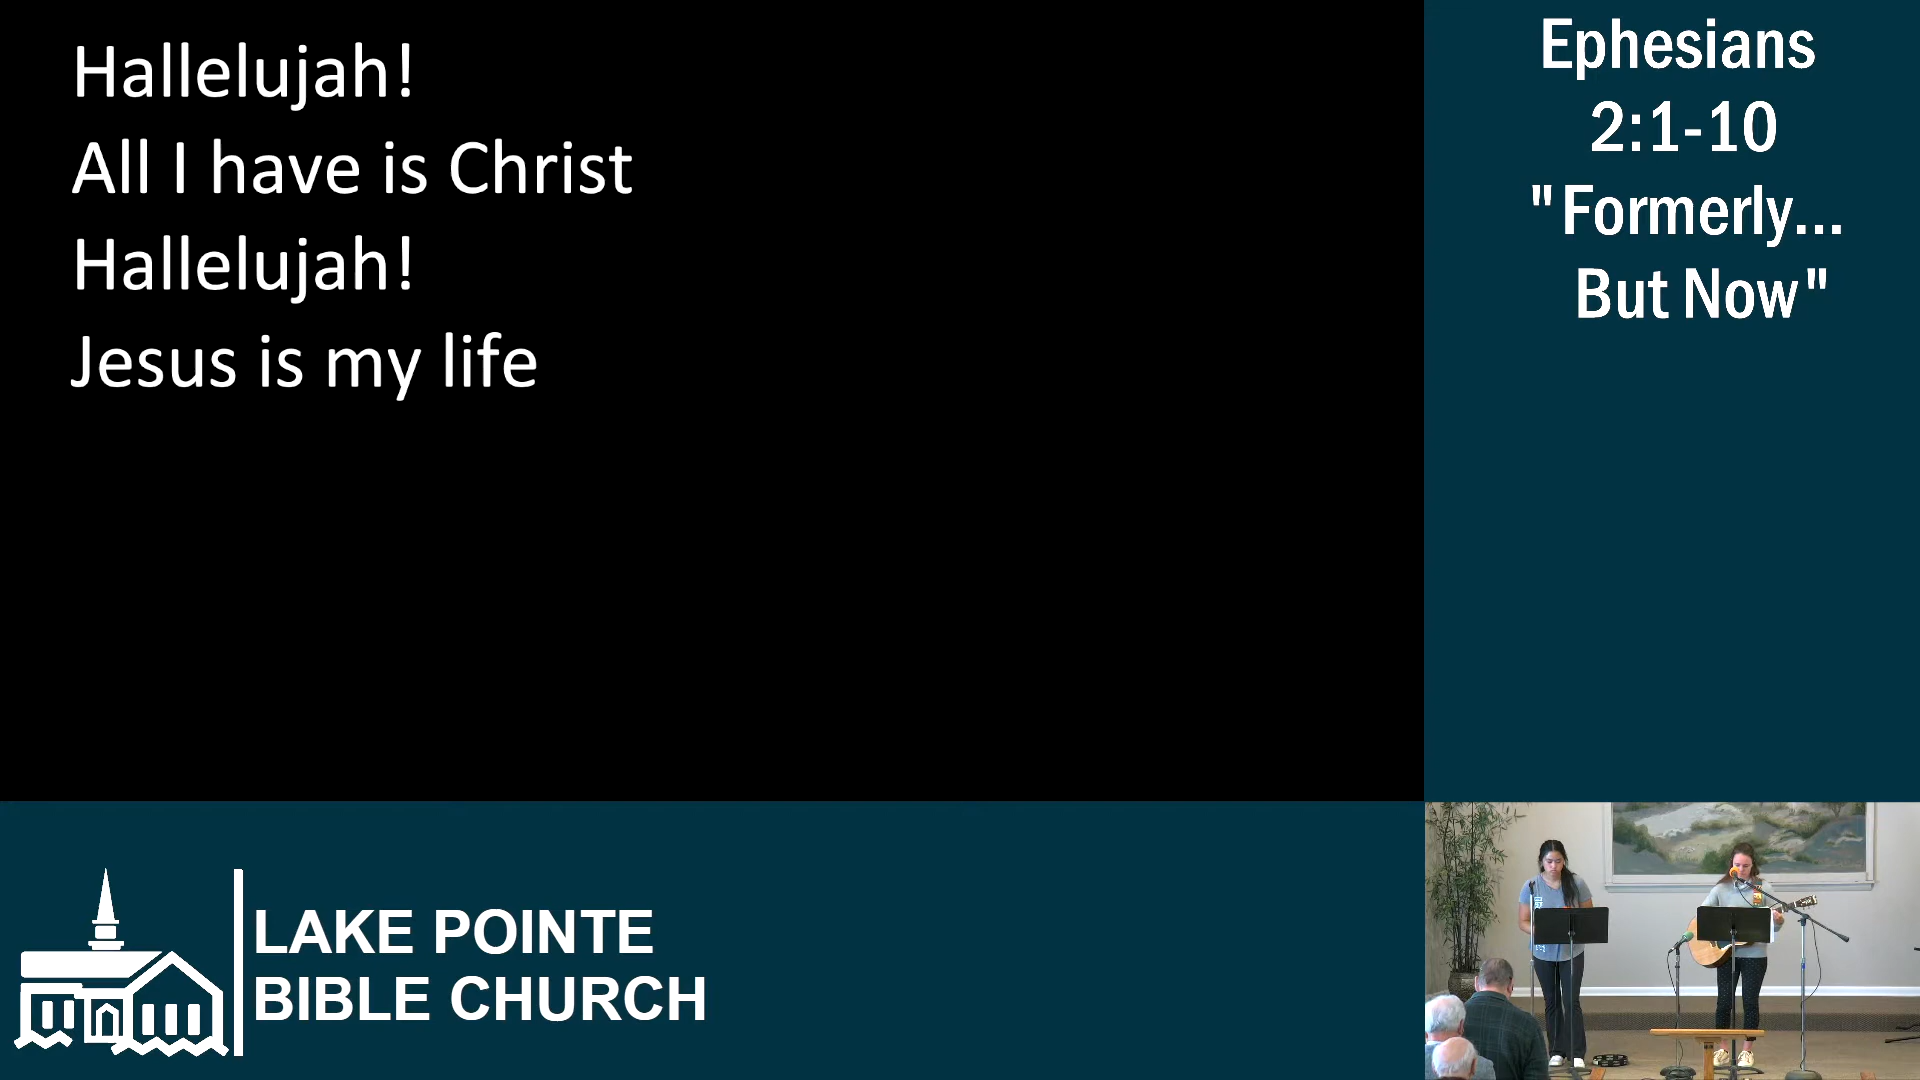 Hallelujah!
All I have is Christ
Hallelujah!
Jesus is my life
Ephesians
2:1-10
"Formerly...
But Now"
LAKE POINTE
BIBLE CHURCH